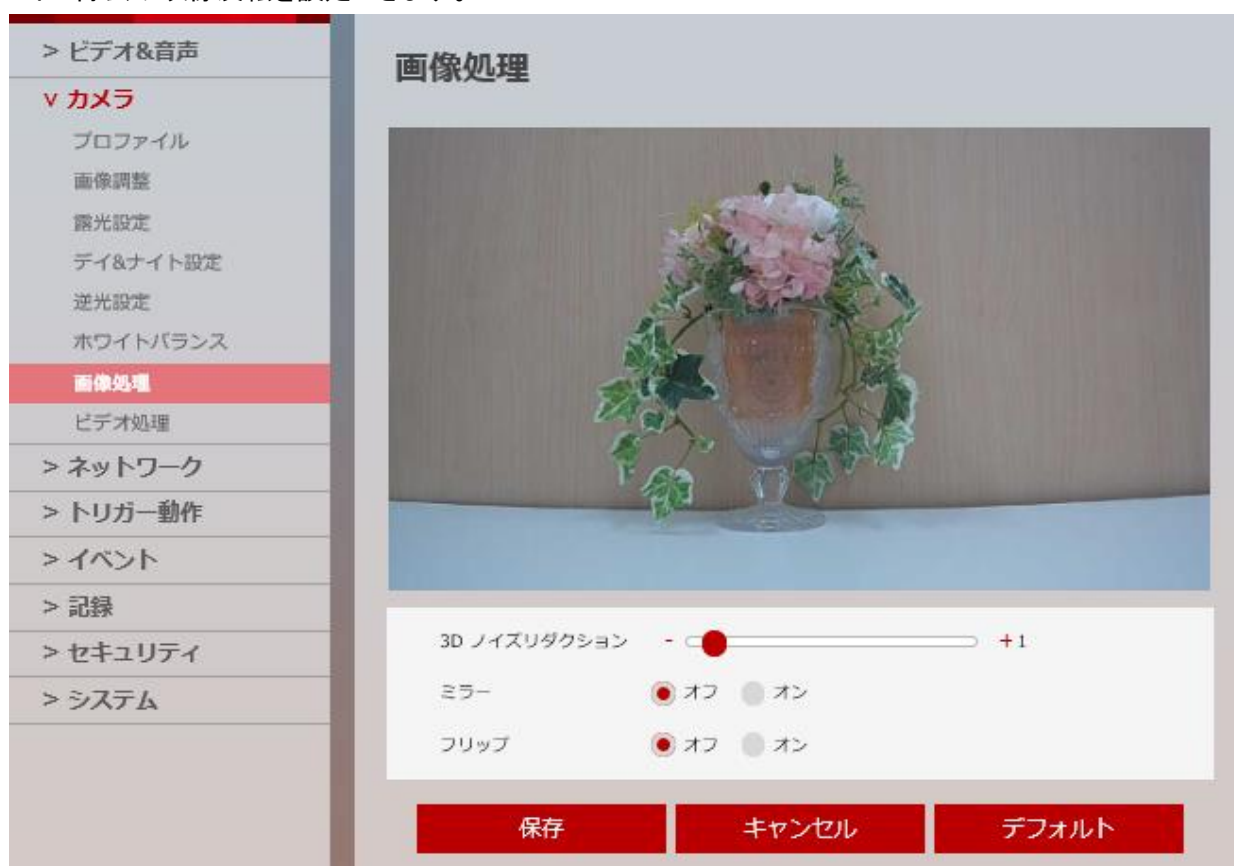 > ビデオ&音声
v カメラ
プロファイル
画像調整
露光設定
デイ&ナイト設定
逆光設定
ホワイトバランス
画像処理
ビデオ処理
> ネットワーク
> トリガー動作
> イベント
> 記録
> セキュリティ
> システム
画像処理
3D ノイズリダクション - + 1
ミラー オフ オン
フリップ オフ オン
保存 キャンセル デフォルト